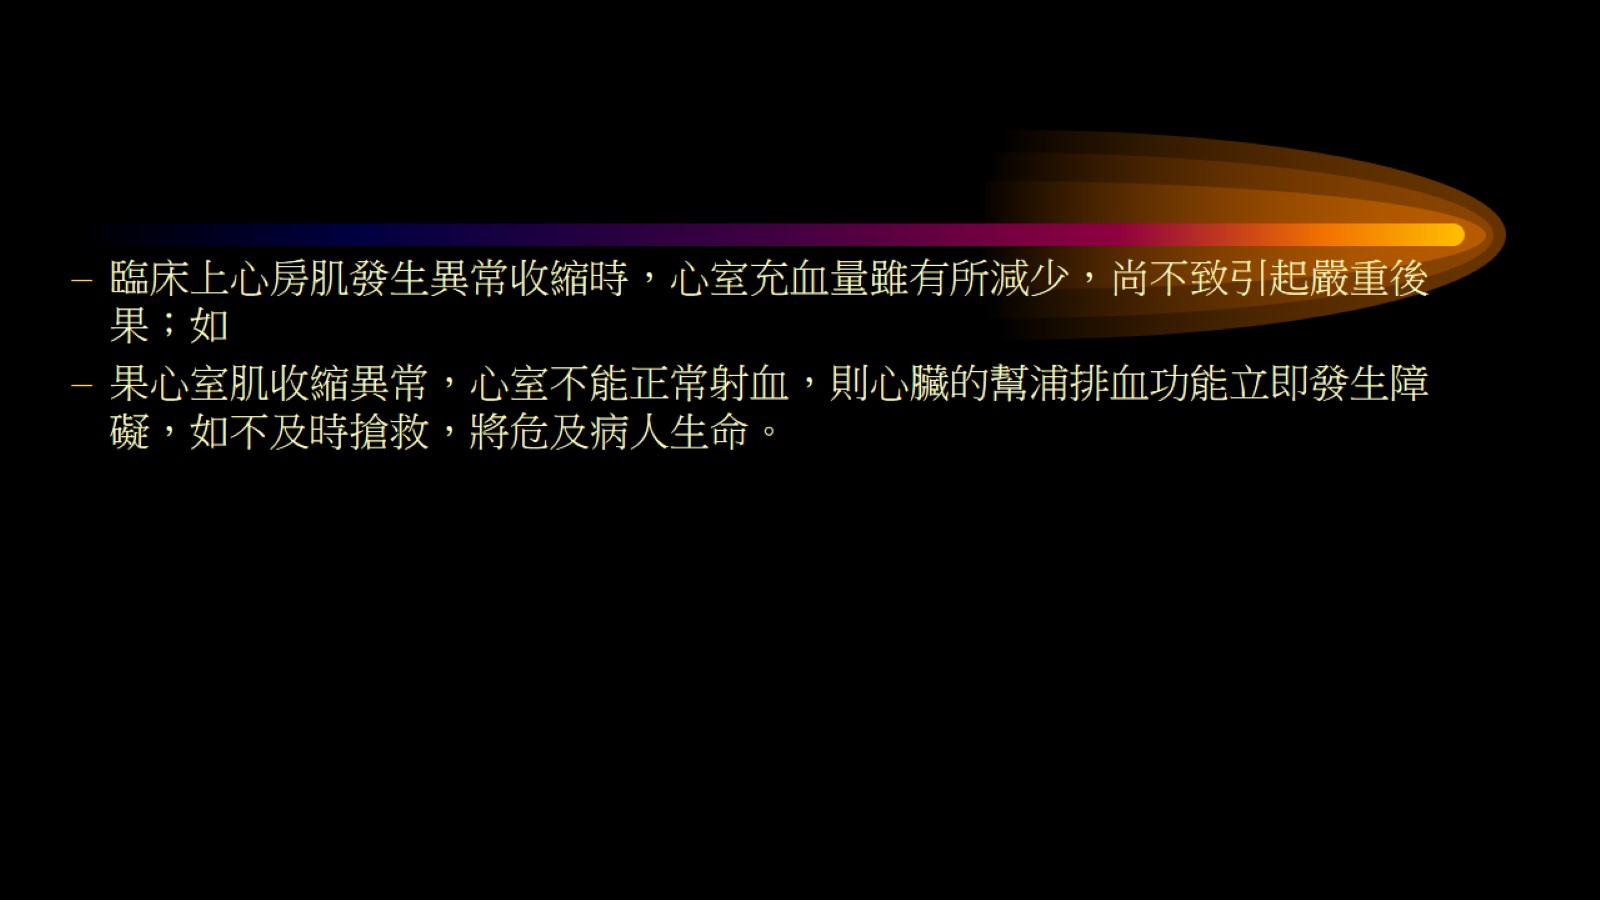 – 臨床上心房肌發生異常收縮時，心室充血量雖有所減少，尚不致引起嚴重後
果；如
– 果心室肌收縮異常，心室不能正常射血，則心臟的幫浦排血功能立即發生障
礙，如不及時搶救，將危及病人生命。